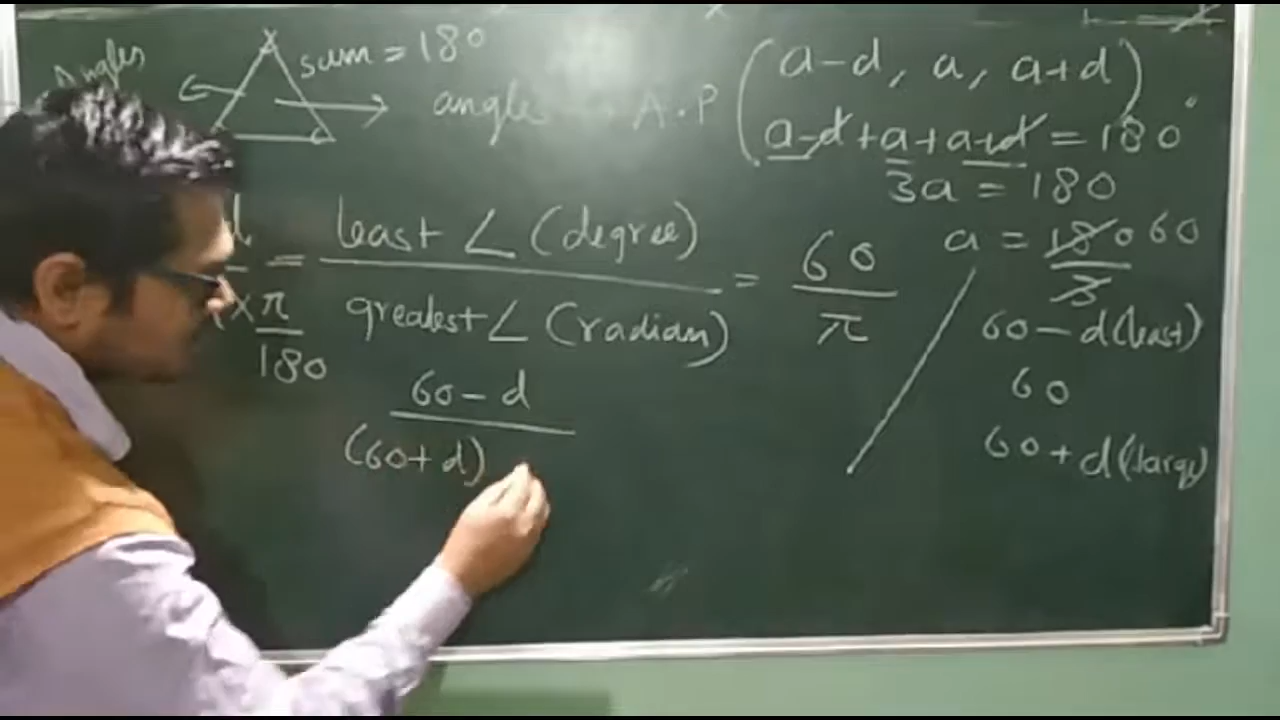 Angles
sum = 180
angles A.P (a-d, a, a+d)
a-d + a + a+d = 180°
3a = 180
a = 180/3 60
least ∠ (degree) / greatest ∠ (radian) = 60/π
× π/180
60 - d (least)
60
60 + d (large)
60 - d
(60 + d)